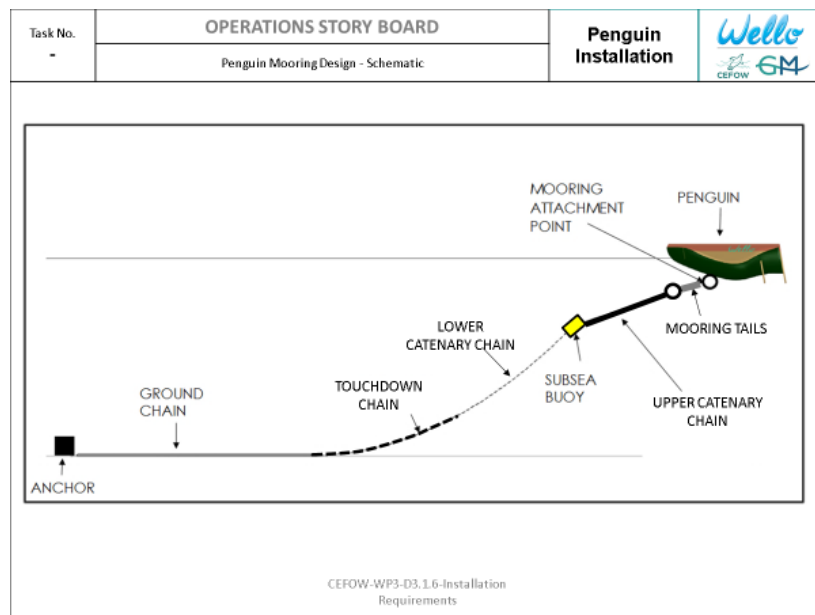 Task No.
-
OPERATIONS STORY BOARD
Penguin Mooring Design - Schematic
Penguin
Installation
Wello
CEFOW
GM
MOORING
ATTACHMENT
POINT
PENGUIN
MOORING TAILS
LOWER
CATENARY CHAIN
SUBSEA
BUOY
UPPER CATENARY
CHAIN
TOUCHDOWN
CHAIN
GROUND
CHAIN
ANCHOR
CEFOW-WP3-D3.1.6-Installation
Requirements